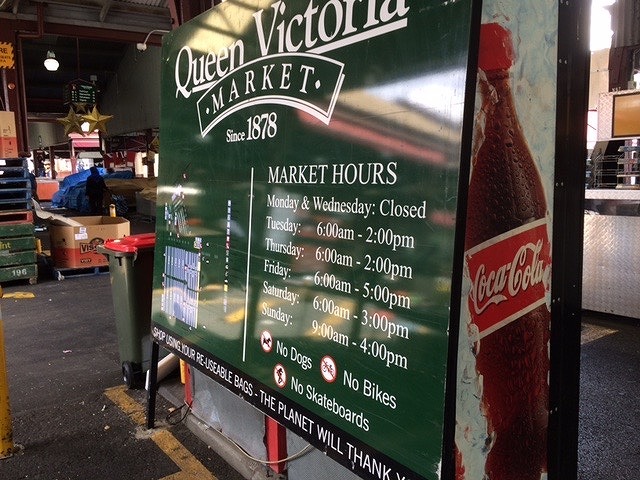 Queen Victoria
· MARKET ·
Since 1878
MARKET HOURS
Monday & Wednesday: Closed
Tuesday: 6:00am - 2:00pm
Thursday: 6:00am - 2:00pm
Friday: 6:00am - 5:00pm
Saturday: 6:00am - 3:00pm
Sunday: 9:00am - 4:00pm
No Dogs
No Bikes
No Skateboards
SHOP USING YOUR RE-USEABLE BAGS - THE PLANET WILL THANK
Coca-Cola
196